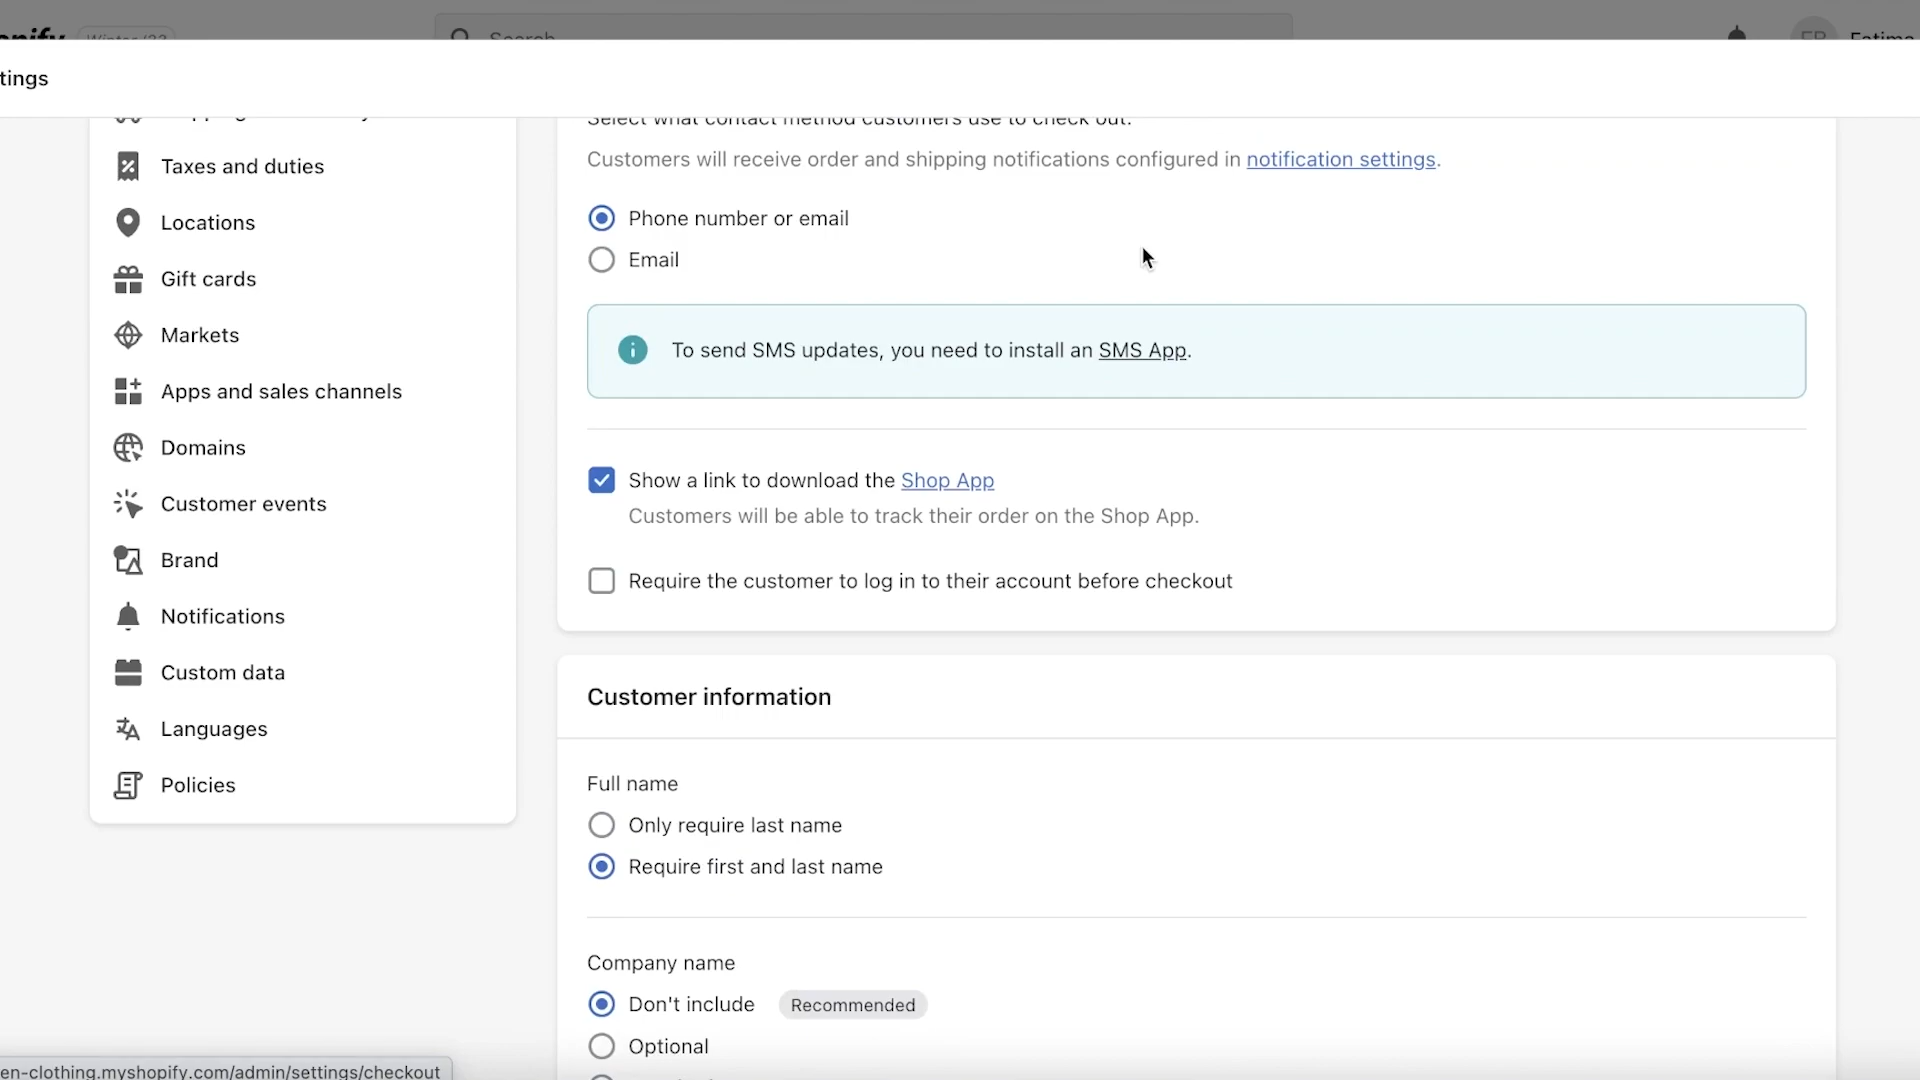 Search
tings
Select what contact method customers use to check out.
Customers will receive order and shipping notifications configured in notification settings.
Phone number or email
Email
To send SMS updates, you need to install an SMS App.
Show a link to download the Shop App
Customers will be able to track their order on the Shop App.
Require the customer to log in to their account before checkout
Customer information
Full name
Only require last name
Require first and last name
Company name
Don't include Recommended
Optional
Taxes and duties
Locations
Gift cards
Markets
Apps and sales channels
Domains
Customer events
Brand
Notifications
Custom data
Languages
Policies
en-clothing.myshopify.com/admin/settings/checkout